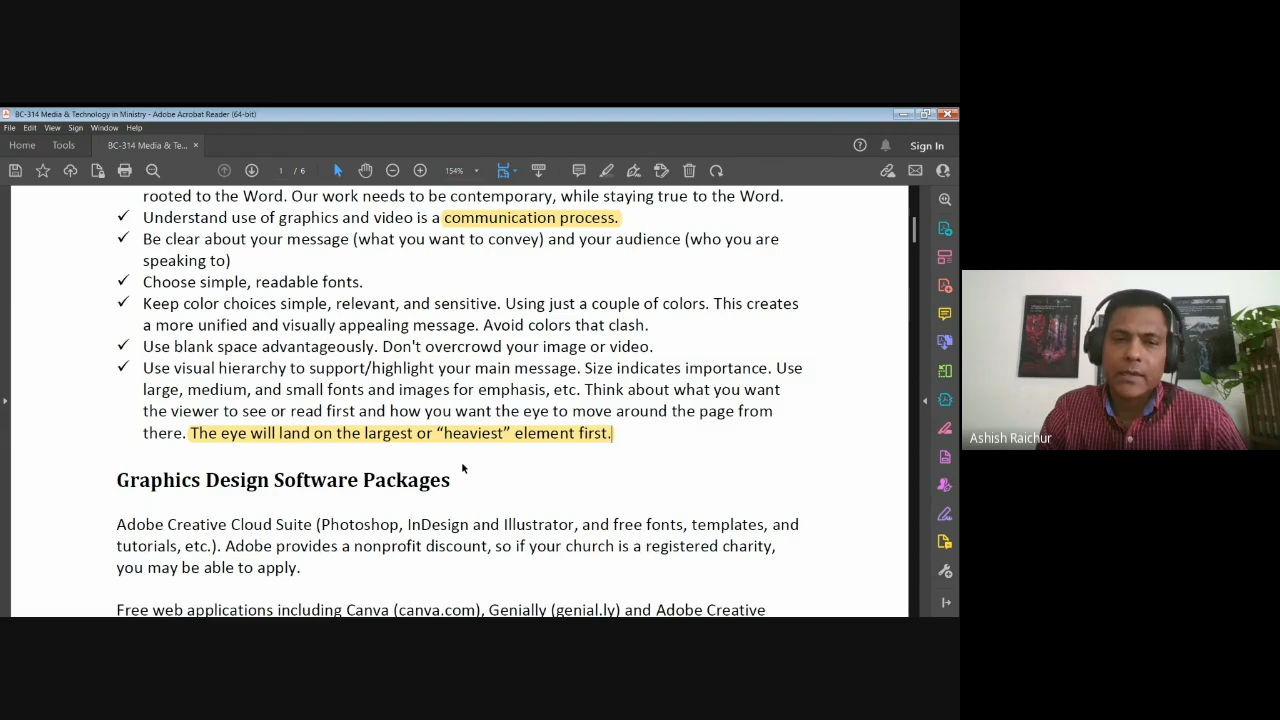 BC-314 Media & Technology in Ministry - Adobe Acrobat Reader (64-bit)
File Edit View Sign Window Help
Home Tools BC-314 Media & Te... × Sign In
1 / 6 154%
rooted to the Word. Our work needs to be contemporary, while staying true to the Word.
✓ Understand use of graphics and video is a communication process.
✓ Be clear about your message (what you want to convey) and your audience (who you are
speaking to)
✓ Choose simple, readable fonts.
✓ Keep color choices simple, relevant, and sensitive. Using just a couple of colors. This creates
a more unified and visually appealing message. Avoid colors that clash.
✓ Use blank space advantageously. Don't overcrowd your image or video.
✓ Use visual hierarchy to support/highlight your main message. Size indicates importance. Use
large, medium, and small fonts and images for emphasis, etc. Think about what you want
the viewer to see or read first and how you want the eye to move around the page from
there. The eye will land on the largest or “heaviest” element first.
Graphics Design Software Packages
Adobe Creative Cloud Suite (Photoshop, InDesign and Illustrator, and free fonts, templates, and
tutorials, etc.). Adobe provides a nonprofit discount, so if your church is a registered charity,
you may be able to apply.
Free web applications including Canva (canva.com), Genially (genial.ly) and Adobe Creative
Ashish Raichur